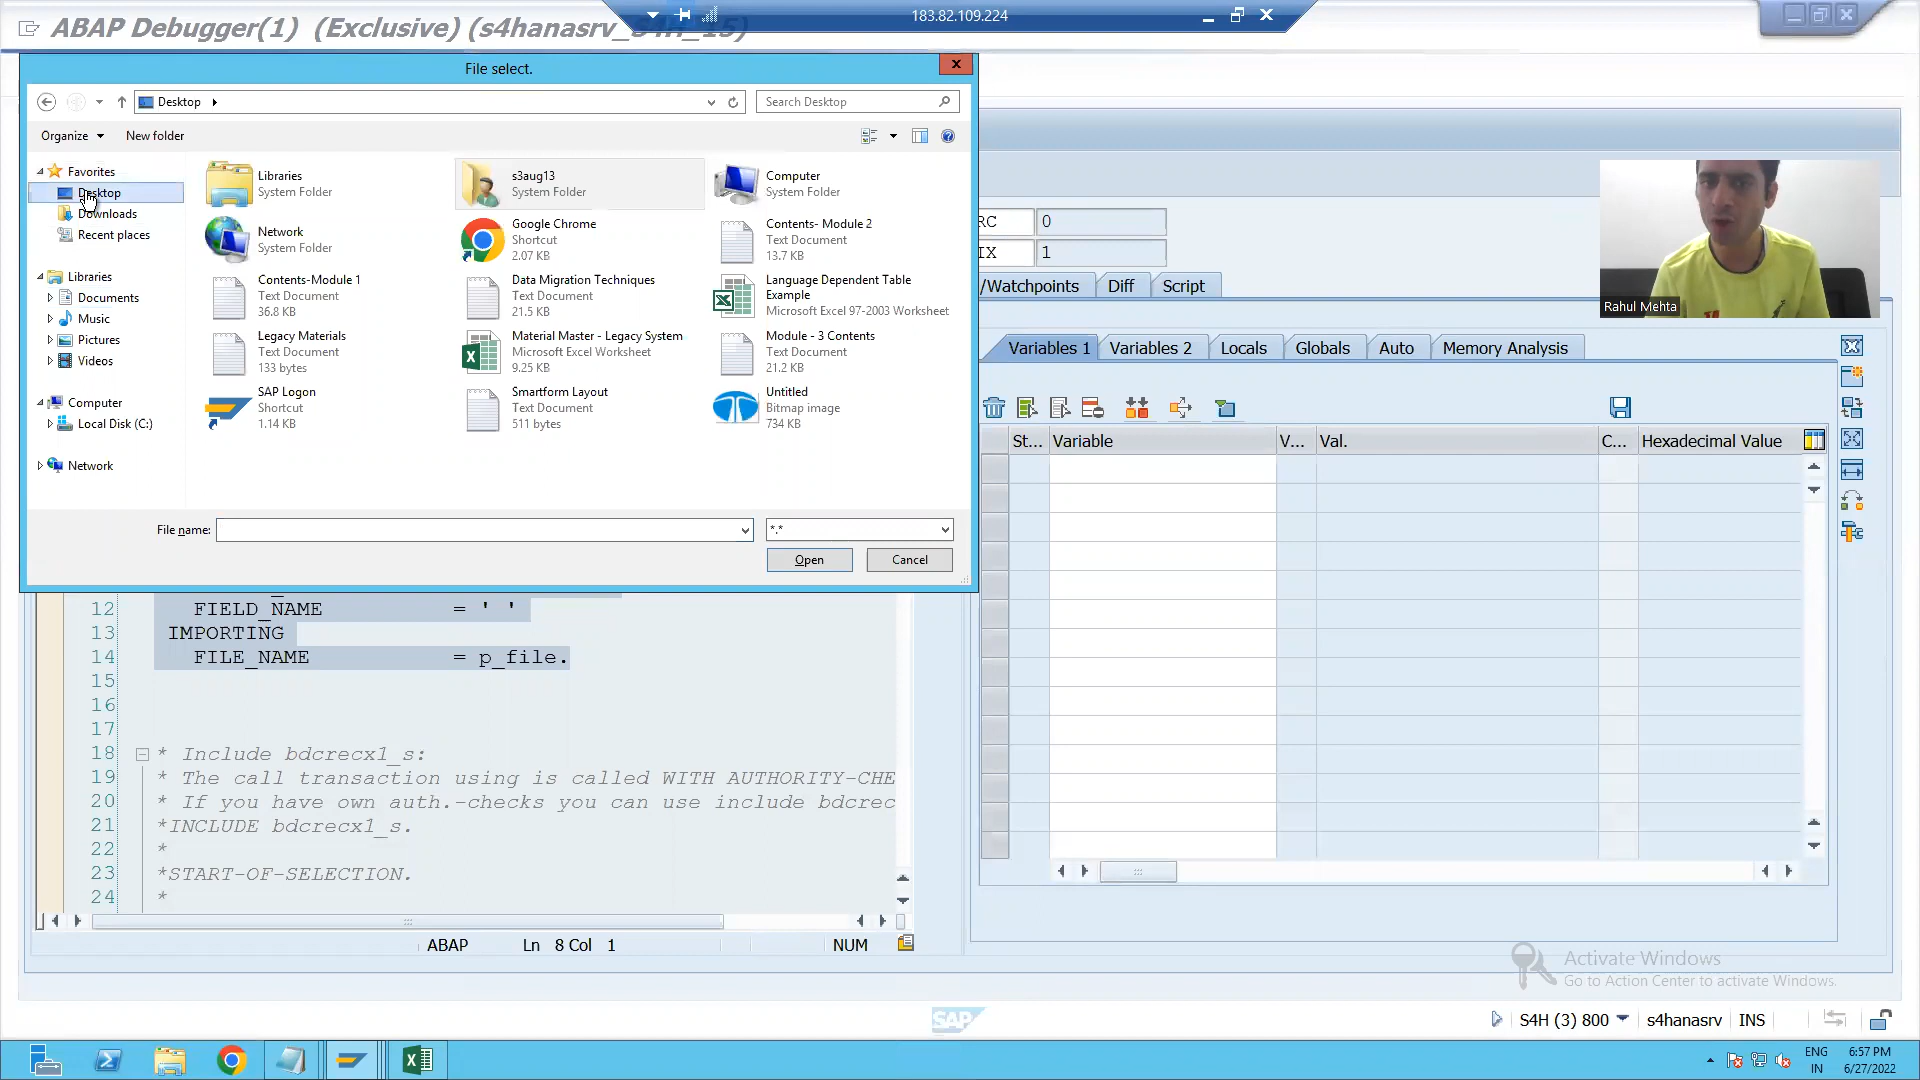 ABAP Debugger(1) (Exclusive) (s4hanasrv_S4H_15)
183.82.109.224
File select.
Desktop
Search Desktop
Organize
New folder
Favorites
Desktop
Downloads
Recent places
Libraries
Documents
Music
Pictures
Videos
Computer
Local Disk (C:)
Network
Libraries
System Folder
s3aug13
System Folder
Computer
System Folder
Network
System Folder
Google Chrome
Shortcut
2.07 KB
Contents- Module 2
Text Document
13.7 KB
Contents-Module 1
Text Document
36.8 KB
Data Migration Techniques
Text Document
21.5 KB
Language Dependent Table
Example
Microsoft Excel 97-2003 Worksheet
Legacy Materials
Text Document
133 bytes
Material Master - Legacy System
Microsoft Excel Worksheet
9.25 KB
Module - 3 Contents
Text Document
21.2 KB
SAP Logon
Shortcut
1.14 KB
Smartform Layout
Text Document
511 bytes
Untitled
Bitmap image
734 KB
File name:
*.*
Open
Cancel
RC 0
IX 1
/Watchpoints Diff Script
Rahul Mehta
Variables 1 Variables 2 Locals Globals Auto Memory Analysis
St... Variable V... Val. C... Hexadecimal Value
12 FIELD_NAME = ' '
13 IMPORTING
14 FILE_NAME = p_file.
15
16
17
18 * Include bdcrecx1_s:
19 * The call transaction using is called WITH AUTHORITY-CHE
20 * If you have own auth.-checks you can use include bdcrec
21 *INCLUDE bdcrecx1_s.
22 *
23 *START-OF-SELECTION.
24 *
ABAP Ln 8 Col 1 NUM
Activate Windows
Go to Action Center to activate Windows.
SAP
S4H (3) 800 s4hanasrv INS
ENG
IN
6:57 PM
6/27/2022